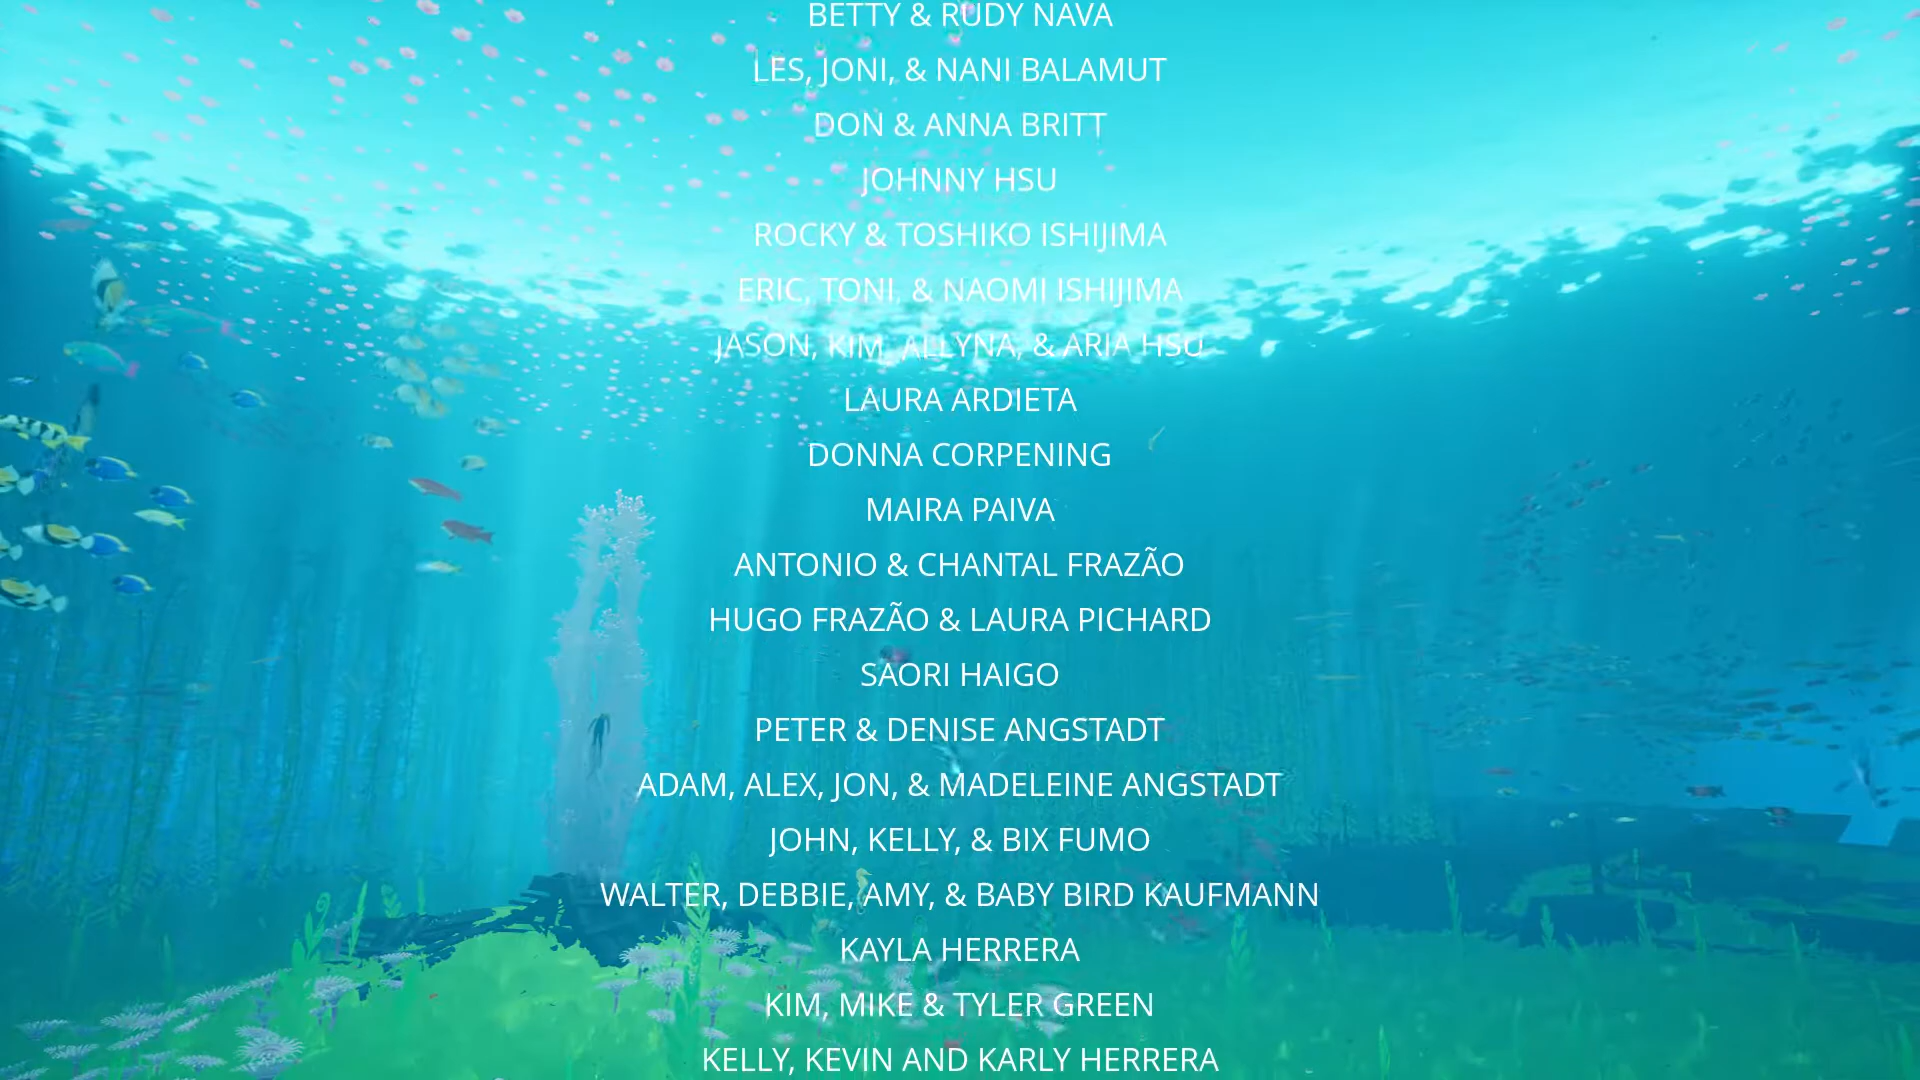 BETTY & RUDY NAVA
LES, JONI, & NANI BALAMUT
DON & ANNA BRITT
JOHNNY HSU
ROCKY & TOSHIKO ISHIJIMA
ERIC, TONI, & NAOMI ISHIJIMA
JASON, KIM, ALLYNA, & ARIA HSU
LAURA ARDIETA
DONNA CORPENING
MAIRA PAIVA
ANTONIO & CHANTAL FRAZÃO
HUGO FRAZÃO & LAURA PICHARD
SAORI HAIGO
PETER & DENISE ANGSTADT
ADAM, ALEX, JON, & MADELEINE ANGSTADT
JOHN, KELLY, & BIX FUMO
WALTER, DEBBIE, AMY, & BABY BIRD KAUFMANN
KAYLA HERRERA
KIM, MIKE & TYLER GREEN
KELLY, KEVIN AND KARLY HERRERA